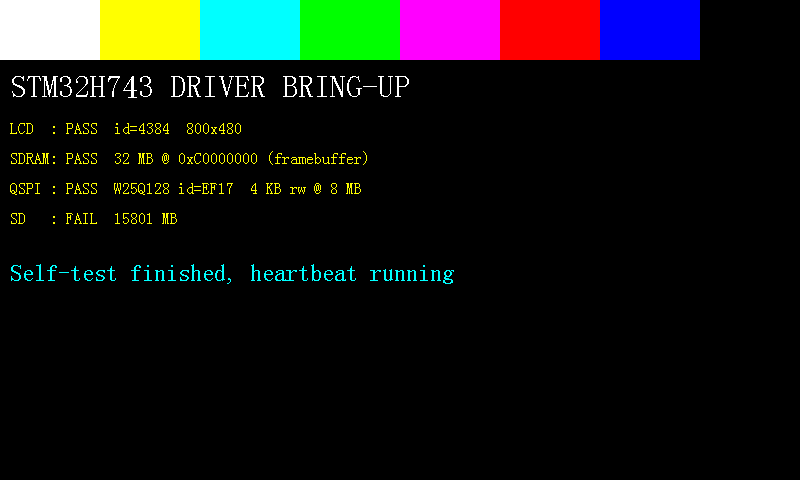 STM32H743 DRIVER BRING-UP
LCD  : PASS  id=4384  800x480
SDRAM: PASS  32 MB @ 0xC0000000 (framebuffer)
QSPI : PASS  W25Q128 id=EF17  4 KB rw @ 8 MB
SD   : FAIL  15801 MB
Self-test finished, heartbeat running